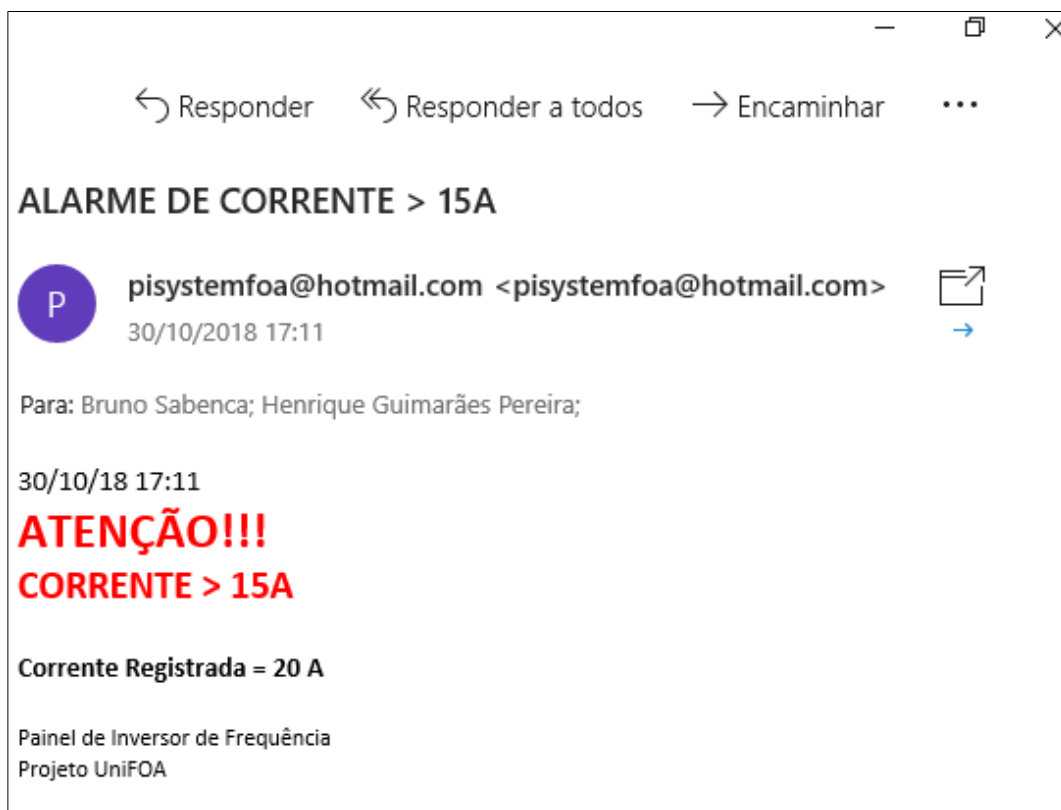 Responder Responder a todos Encaminhar
ALARME DE CORRENTE > 15A
P
pisystemfoa@hotmail.com <pisystemfoa@hotmail.com>
30/10/2018 17:11
Para: Bruno Sabenca; Henrique Guimarães Pereira;
30/10/18 17:11
ATENÇÃO!!!
CORRENTE > 15A
Corrente Registrada = 20 A
Painel de Inversor de Frequência
Projeto UniFOA